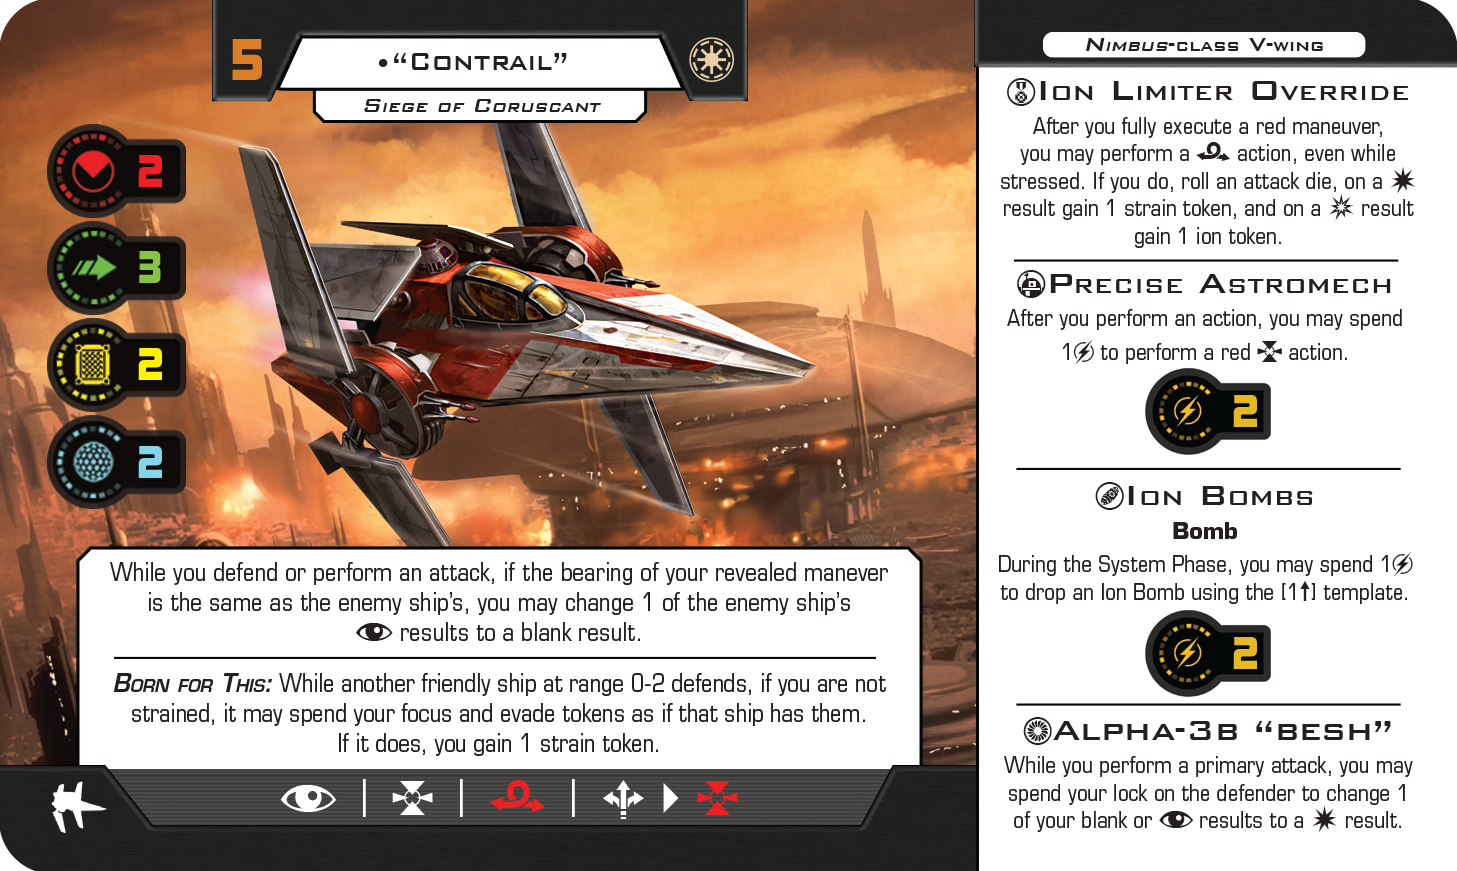 5
•“Contrail”
Siege of Coruscant
2
3
2
2
While you defend or perform an attack, if the bearing of your revealed manever
is the same as the enemy ship’s, you may change 1 of the enemy ship’s
results to a blank result.
Born for This: While another friendly ship at range 0-2 defends, if you are not
strained, it may spend your focus and evade tokens as if that ship has them.
If it does, you gain 1 strain token.
Nimbus-class V-wing
Ion Limiter Override
After you fully execute a red maneuver,
you may perform a action, even while
stressed. If you do, roll an attack die, on a
result gain 1 strain token, and on a result
gain 1 ion token.
Precise Astromech
After you perform an action, you may spend
1 to perform a red action.
2
Ion Bombs
Bomb
During the System Phase, you may spend 1
to drop an Ion Bomb using the [1⬆] template.
2
Alpha-3B “Besh”
While you perform a primary attack, you may
spend your lock on the defender to change 1
of your blank or results to a result.